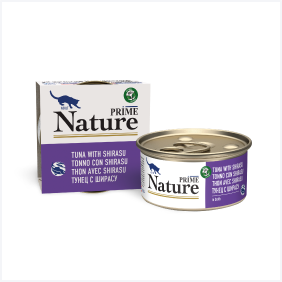 PRIME
Nature
TUNA WITH SHIRASU
TONNO CON SHIRASU
THON AVEC SHIRASU
ТУНЕЦ С ШИРАСУ
PRIME
Nature
TUNA WITH SHIRASU
TONNO CON SHIRASU
THON AVEC SHIRASU
ТУНЕЦ С ШИРАСУ